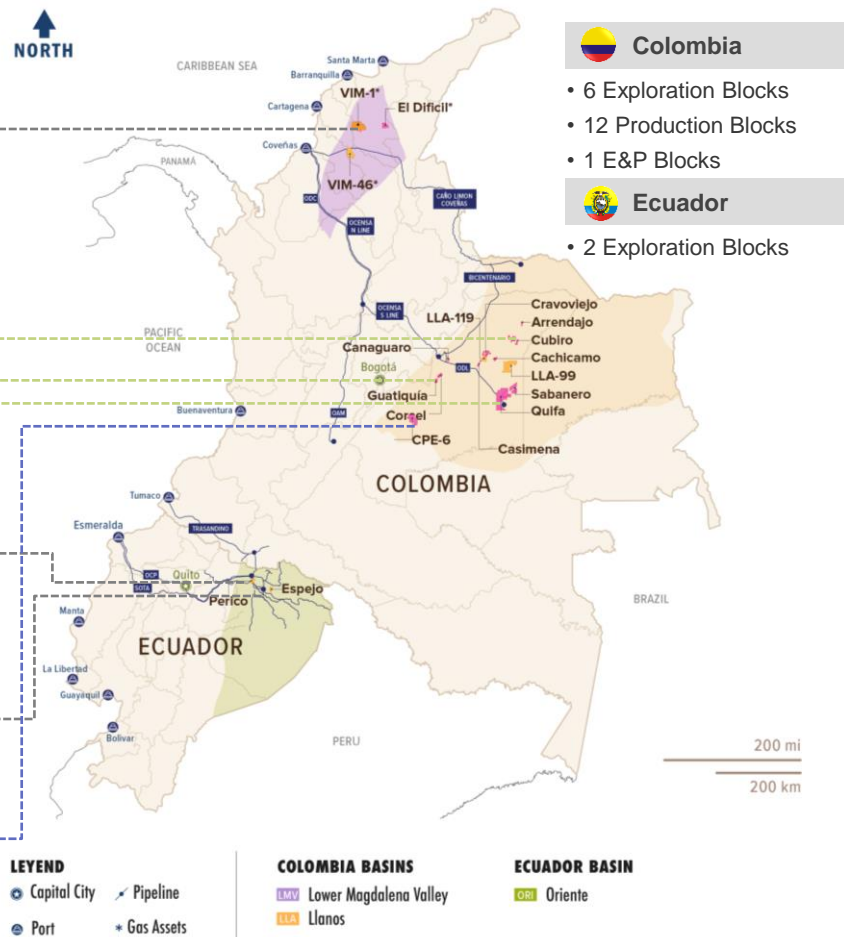 NORTH
CARIBBEAN SEA
Santa Marta
Barranquilla
Cartagena
Coveñas
PANAMÁ
VIM-1*
El Dificil*
VIM-46*
ODC
OCENSA
N LINE
CAÑO LIMON
COVEÑAS
BICENTENARIO
OCENSA
S LINE
PACIFIC
OCEAN
LLA-119
Cravoviejo
Arrendajo
Cubiro
Cachicamo
LLA-99
Sabanero
Quifa
Canaguaro
Bogotá
ODL
Guatiquía
Corcel
CPE-6
Casimena
Buenaventura
OAM
COLOMBIA
Tumaco
TRASANDINO
Esmeralda
OCP
SOTA
Quito
Perico
Espejo
Manta
ECUADOR
La Libertad
Guayaquil
Bolivar
BRAZIL
PERU
200 mi
200 km
Colombia
• 6 Exploration Blocks
• 12 Production Blocks
• 1 E&P Blocks
Ecuador
• 2 Exploration Blocks
LEYEND
Capital City
Pipeline
Port
* Gas Assets
COLOMBIA BASINS
LMV Lower Magdalena Valley
LLA Llanos
ECUADOR BASIN
ORI Oriente